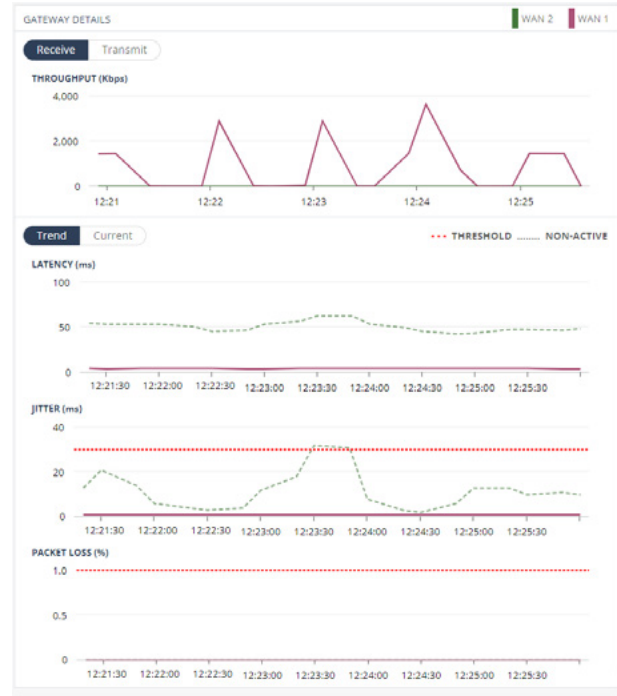 GATEWAY DETAILS WAN 2 WAN 1
Receive Transmit
THROUGHPUT (Kbps)
4,000
2,000
0
12:21 12:22 12:23 12:24 12:25
Trend Current THRESHOLD NON-ACTIVE
LATENCY (ms)
100
50
0
12:21:30 12:22:00 12:22:30 12:23:00 12:23:30 12:24:00 12:24:30 12:25:00 12:25:30
JITTER (ms)
40
20
0
12:21:30 12:22:00 12:22:30 12:23:00 12:23:30 12:24:00 12:24:30 12:25:00 12:25:30
PACKET LOSS (%)
1.0
0.5
0
12:21:30 12:22:00 12:22:30 12:23:00 12:23:30 12:24:00 12:24:30 12:25:00 12:25:30